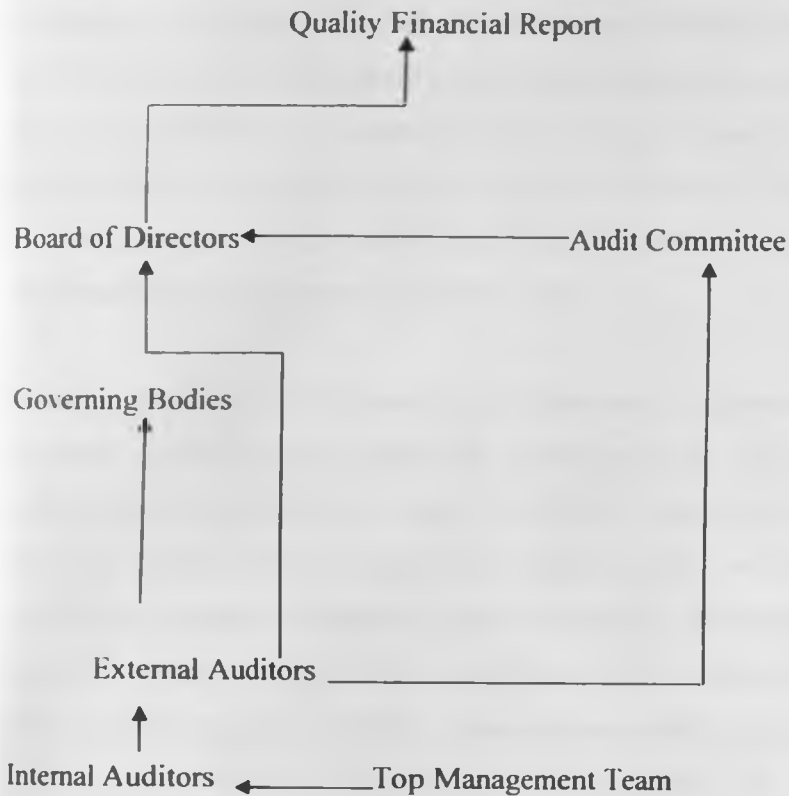 Quality Financial Report
Board of Directors
Audit Committee
Governing Bodies
External Auditors
Internal Auditors
Top Management Team